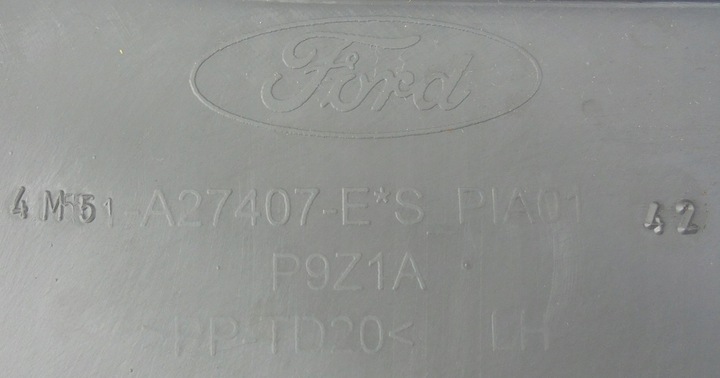 Ford
4M51-A27407-E*S PIA01 42
P9Z1A
>PP-TD20< LH